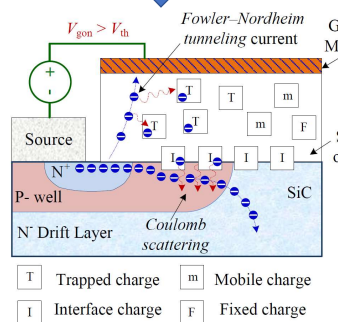 Fowler–Nordheim
tunneling current
V_gon > V_th
G
M
+
-
T
T
m
T
T
m
F
Source
S
o
I
I
I
I
N⁺
SiC
P- well
Coulomb
scattering
N⁻ Drift Layer
T Trapped charge
m Mobile charge
I Interface charge
F Fixed charge